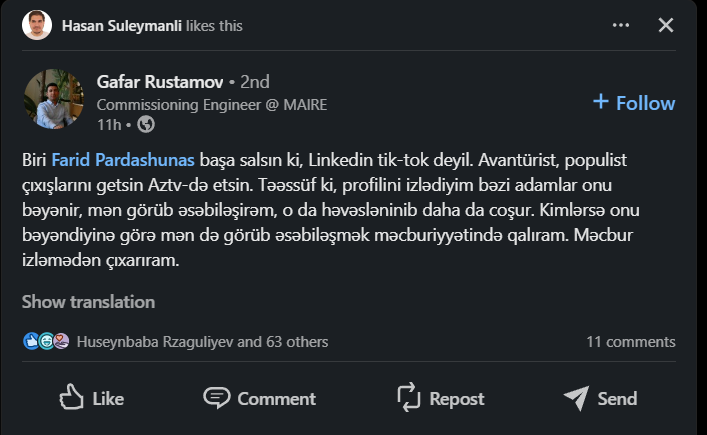 Hasan Suleymanli likes this
Gafar Rustamov • 2nd
Commissioning Engineer @ MAIRE
11h •
+ Follow
Biri Farid Pardashunas başa salsın ki, Linkedin tik-tok deyil. Avantürist, populist
çıxışlarını getsin Aztv-də etsin. Təəssüf ki, profilini izlədiyim bəzi adamlar onu
bəyənir, mən görüb əsəbiləşirəm, o da həvəsləninib daha da coşur. Kimlərsə onu
bəyəndiyinə görə mən də görüb əsəbiləşmək məcburiyyətində qalıram. Məcbur
izləmədən çıxarıram.
Show translation
Huseynbaba Rzaguliyev and 63 others
11 comments
Like
Comment
Repost
Send